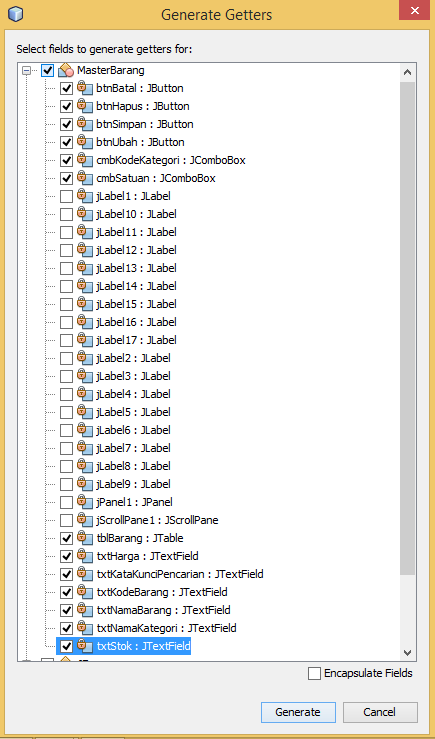 Generate Getters
Select fields to generate getters for:
MasterBarang
btnBatal : JButton
btnHapus : JButton
btnSimpan : JButton
btnUbah : JButton
cmbKodeKategori : JComboBox
cmbSatuan : JComboBox
jLabel1 : JLabel
jLabel10 : JLabel
jLabel11 : JLabel
jLabel12 : JLabel
jLabel13 : JLabel
jLabel14 : JLabel
jLabel15 : JLabel
jLabel16 : JLabel
jLabel17 : JLabel
jLabel2 : JLabel
jLabel3 : JLabel
jLabel4 : JLabel
jLabel5 : JLabel
jLabel6 : JLabel
jLabel7 : JLabel
jLabel8 : JLabel
jLabel9 : JLabel
jPanel1 : JPanel
jScrollPane1 : JScrollPane
tblBarang : JTable
txtHarga : JTextField
txtKataKunciPencarian : JTextField
txtKodeBarang : JTextField
txtNamaBarang : JTextField
txtNamaKategori : JTextField
txtStok : JTextField
Encapsulate Fields
Generate
Cancel